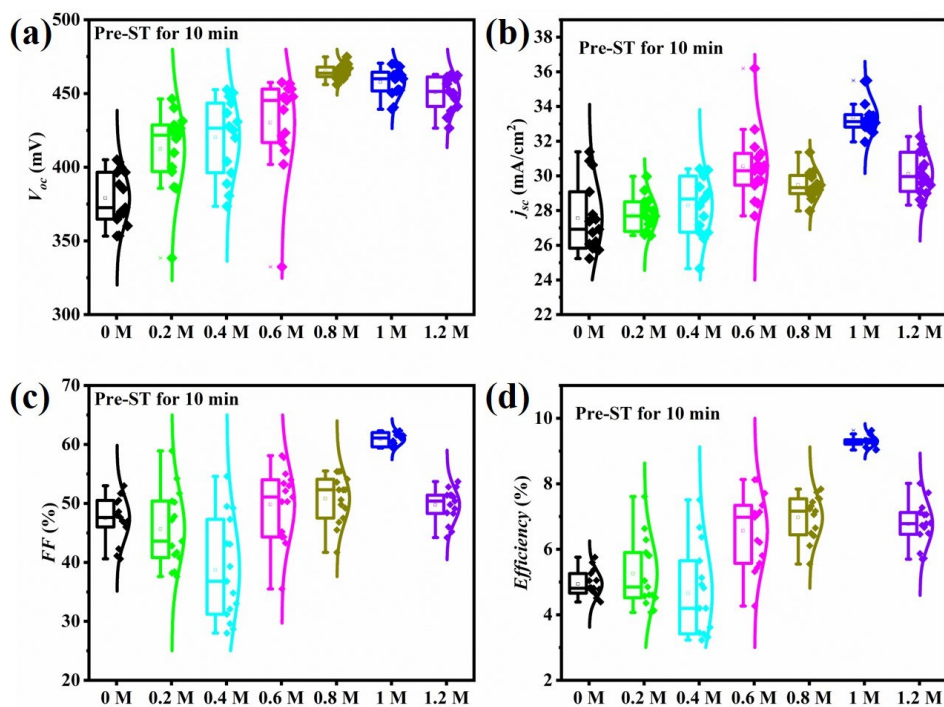 (a)
Pre-ST for 10 min
500
450
400
350
300
Voc (mV)
0 M 0.2 M 0.4 M 0.6 M 0.8 M 1 M 1.2 M
(b)
Pre-ST for 10 min
38
36
34
32
30
28
26
24
22
jsc (mA/cm²)
0 M 0.2 M 0.4 M 0.6 M 0.8 M 1 M 1.2 M
(c)
Pre-ST for 10 min
70
60
50
40
30
20
FF (%)
0 M 0.2 M 0.4 M 0.6 M 0.8 M 1 M 1.2 M
(d)
Pre-ST for 10 min
10
8
6
4
2
Efficiency (%)
0 M 0.2 M 0.4 M 0.6 M 0.8 M 1 M 1.2 M